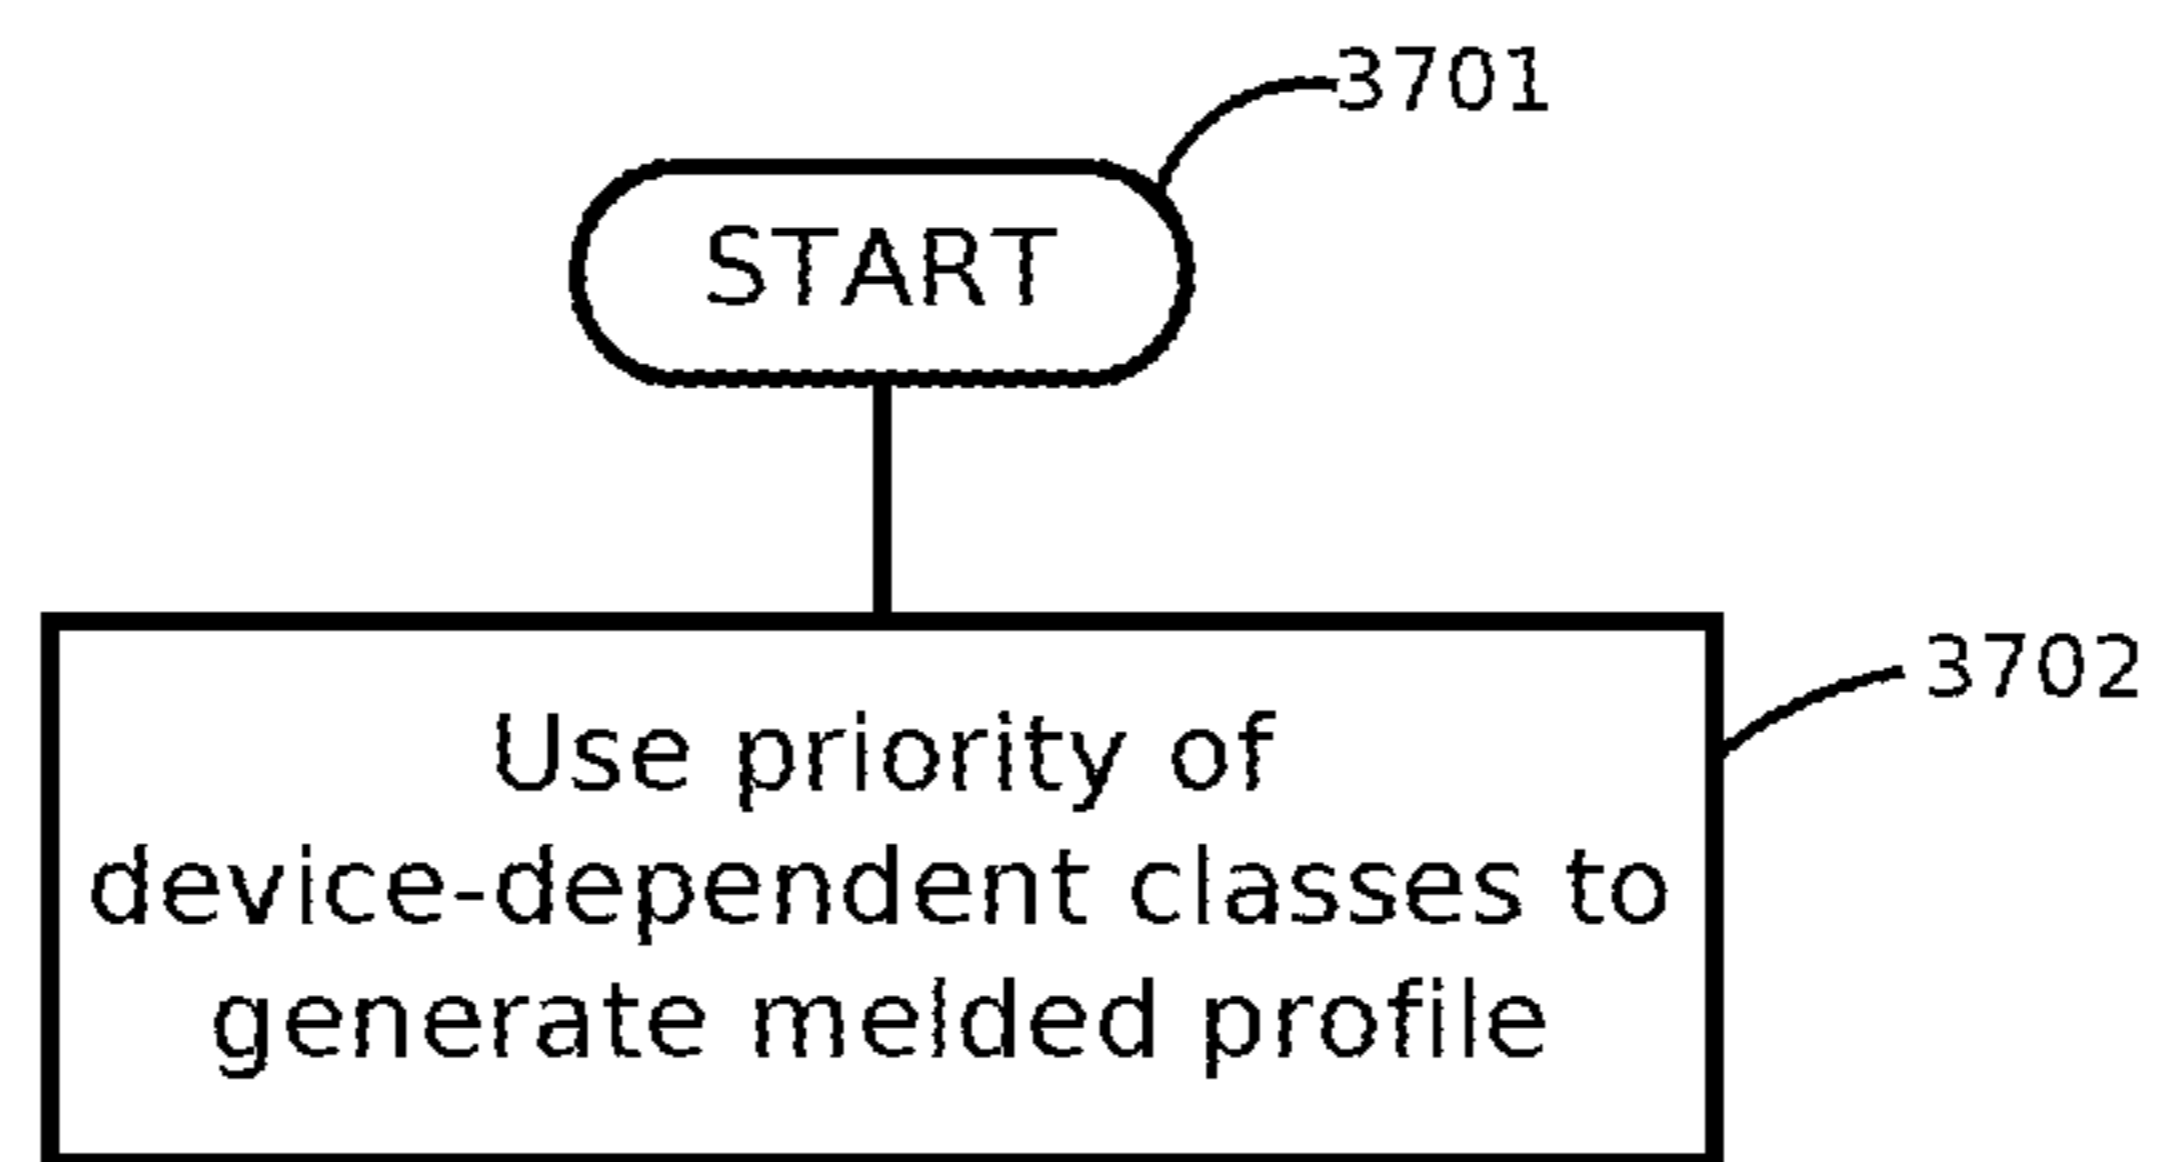 3701
START
3702
Use priority of
device-dependent classes to
generate melded profile